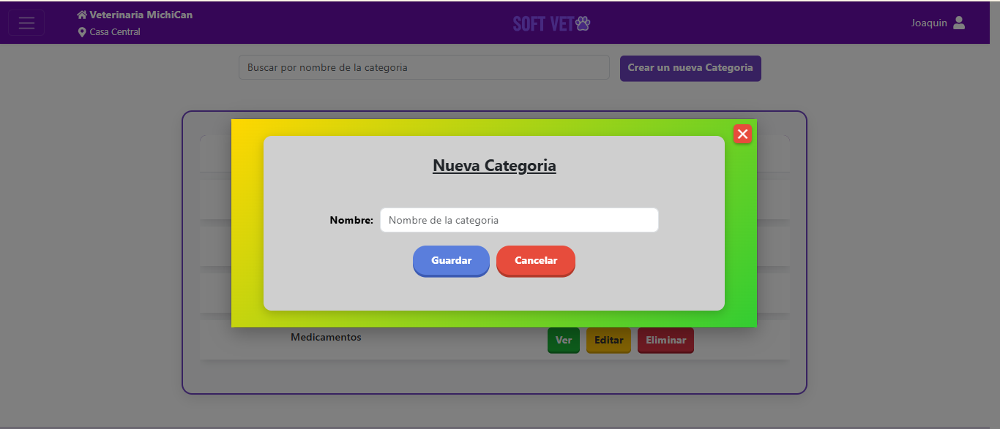 Veterinaria MichiCan
Casa Central
SOFT VET
Joaquin
Buscar por nombre de la categoria
Crear un nueva Categoria
Nueva Categoria
Nombre: Nombre de la categoria
Guardar Cancelar
Medicamentos Ver Editar Eliminar